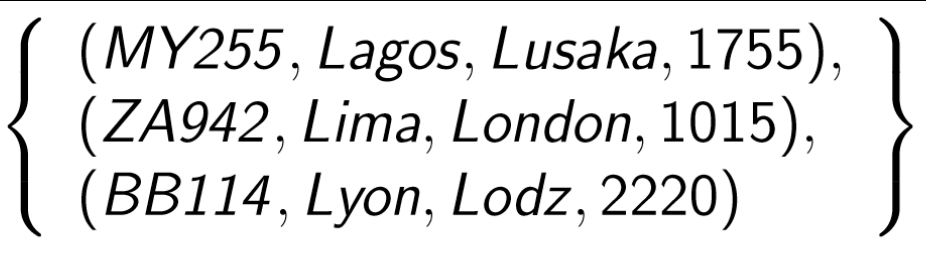 (MY255, Lagos, Lusaka, 1755),
(ZA942, Lima, London, 1015),
(BB114, Lyon, Lodz, 2220)